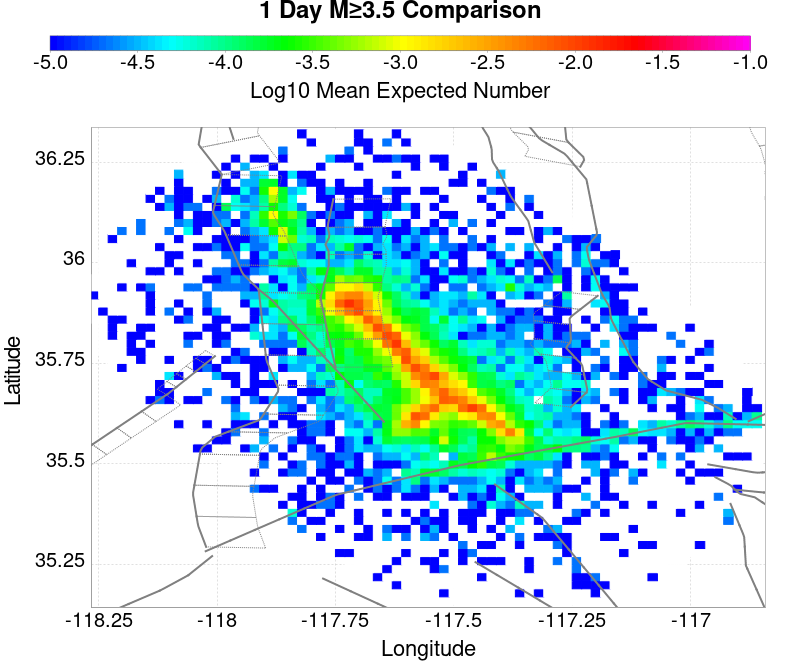 1 Day M≥3.5 Comparison
-5.0 -4.5 -4.0 -3.5 -3.0 -2.5 -2.0 -1.5 -1.0
Log10 Mean Expected Number
36.25
36
35.75
35.5
35.25
Latitude
-118.25 -118 -117.75 -117.5 -117.25 -117
Longitude